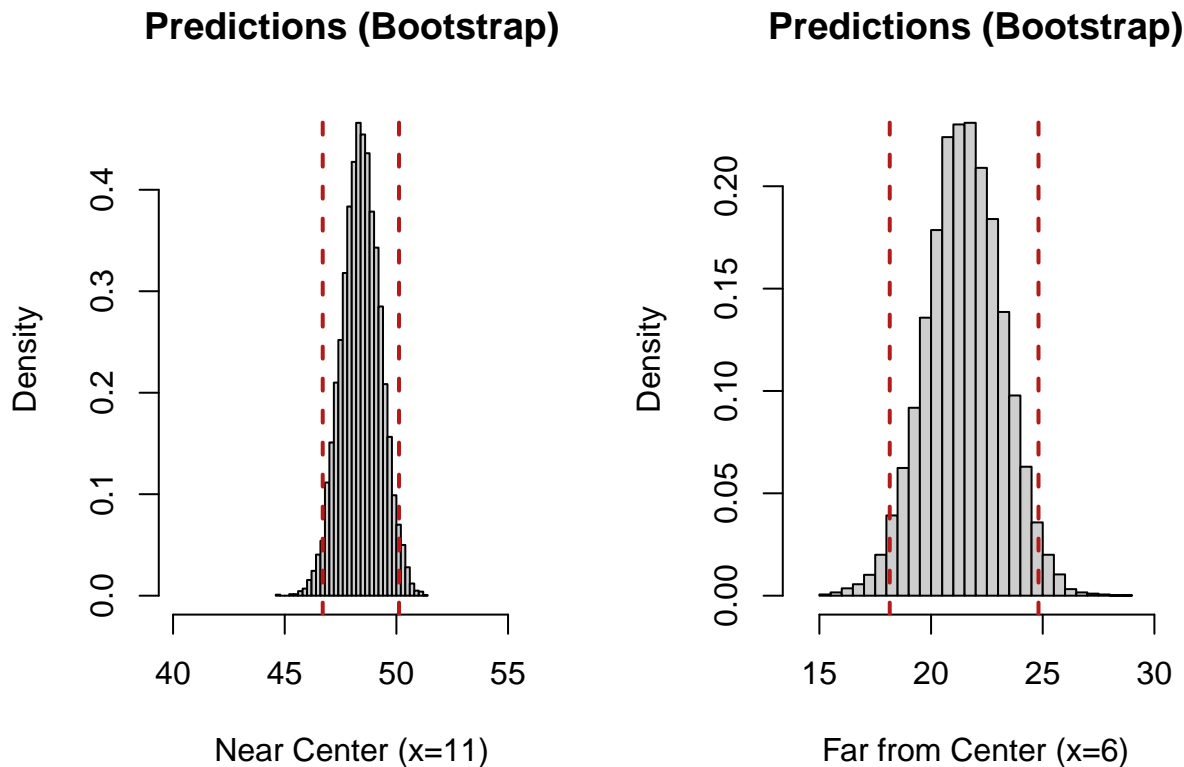 Predictions (Bootstrap)
Density
0.0 0.1 0.2 0.3 0.4
40 45 50 55
Near Center (x=11)
Predictions (Bootstrap)
Density
0.00 0.05 0.10 0.15 0.20
15 20 25 30
Far from Center (x=6)